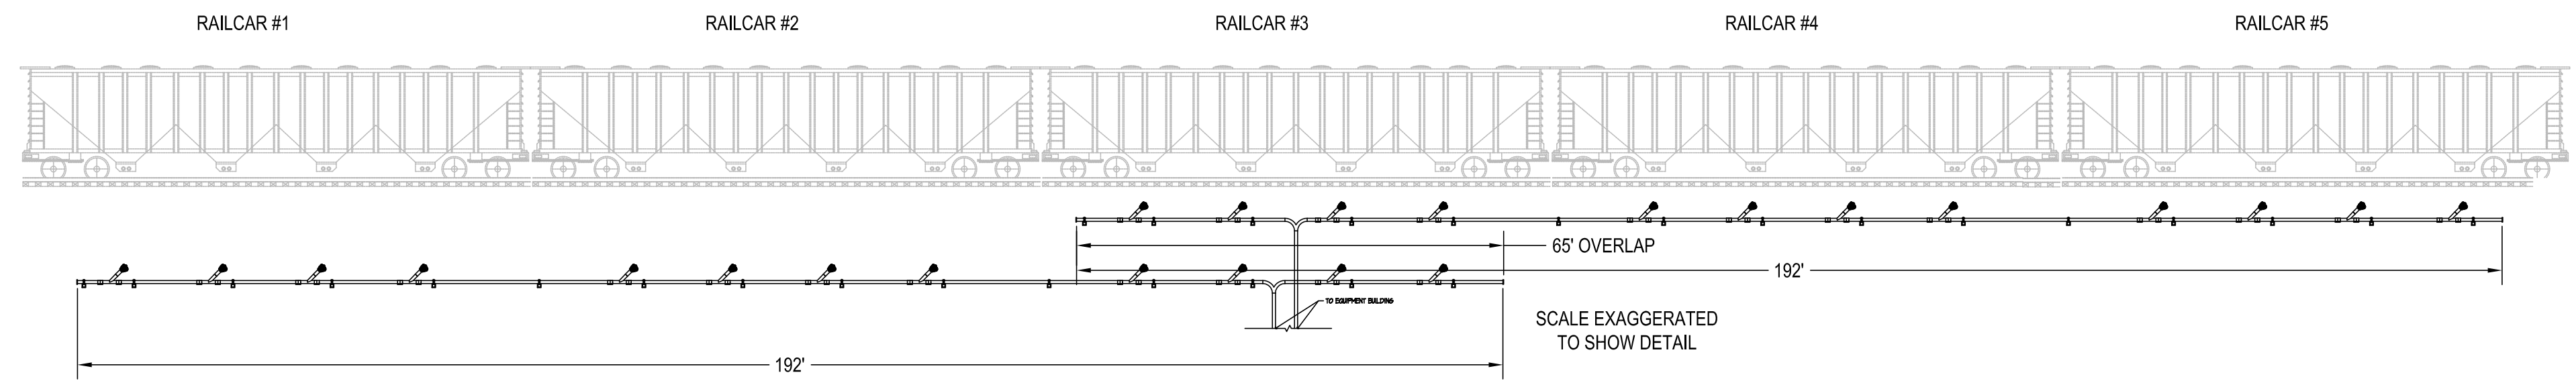 RAILCAR #1
RAILCAR #2
RAILCAR #3
RAILCAR #4
RAILCAR #5
65' OVERLAP
192'
TO EQUIPMENT BUILDING
SCALE EXAGGERATED
TO SHOW DETAIL
192'